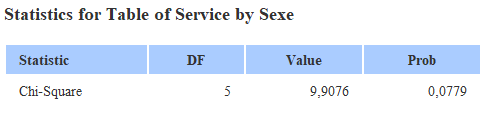 Statistics for Table of Service by Sexe
Statistic DF Value Prob
Chi-Square 5 9,9076 0,0779